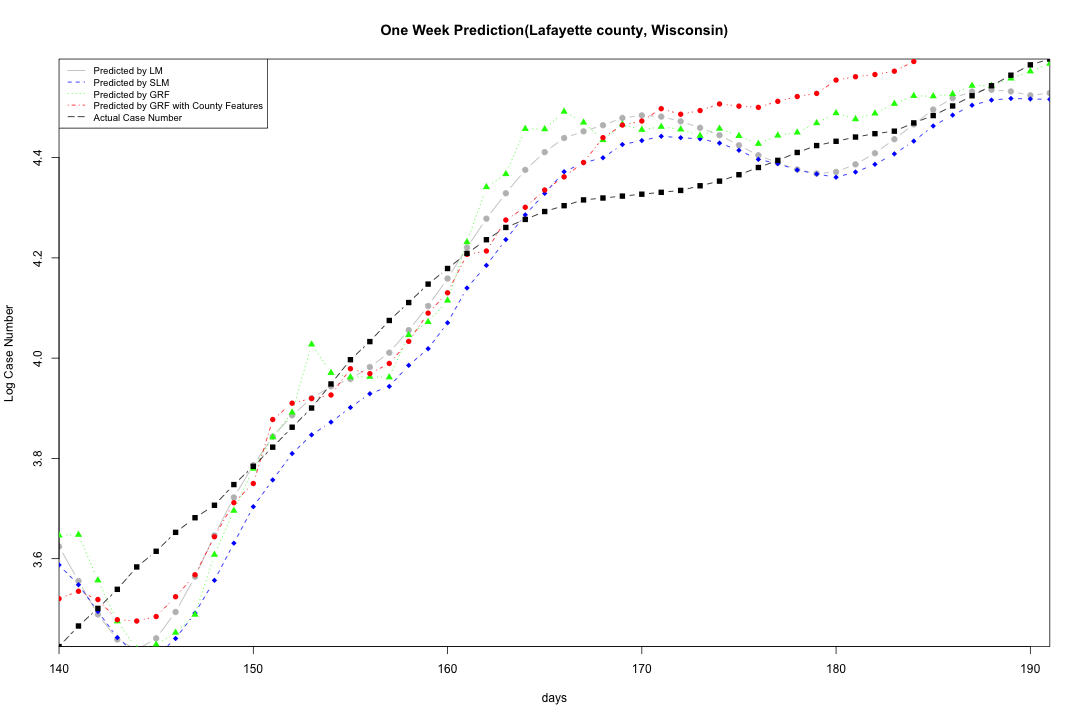 One Week Prediction(Lafayette county, Wisconsin)
Predicted by LM
Predicted by SLM
Predicted by GRF
Predicted by GRF with County Features
Actual Case Number
Log Case Number
4.4
4.2
4.0
3.8
3.6
140 150 160 170 180 190
days